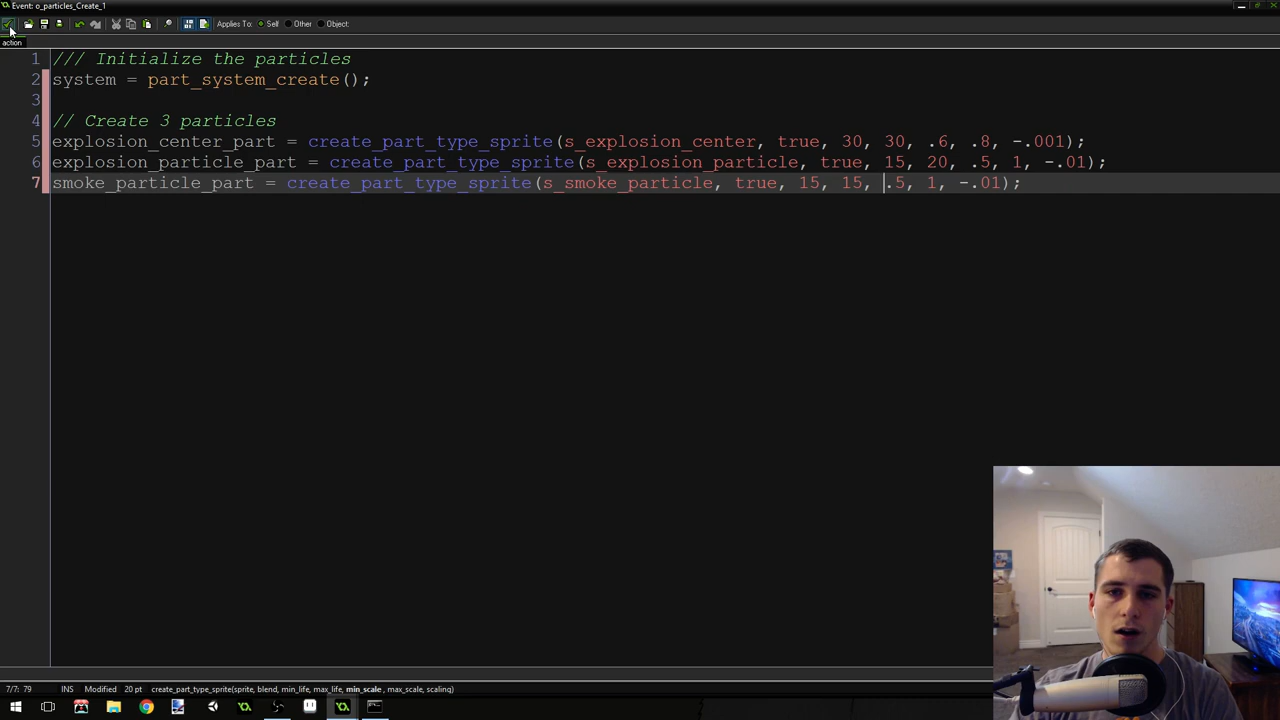 Event: o_particles_Create_1
Applies To: Self Other Object:
action
1 /// Initialize the particles
2 system = part_system_create();
3
4 // Create 3 particles
5 explosion_center_part = create_part_type_sprite(s_explosion_center, true, 30, 30, .6, .8, -.001);
6 explosion_particle_part = create_part_type_sprite(s_explosion_particle, true, 15, 20, .5, 1, -.01);
7 smoke_particle_part = create_part_type_sprite(s_smoke_particle, true, 15, 15, .5, 1, -.01);
7/7: 79 INS Modified 20 pt create_part_type_sprite(sprite, blend, min_life, max_life, min_scale , max_scale, scaling)